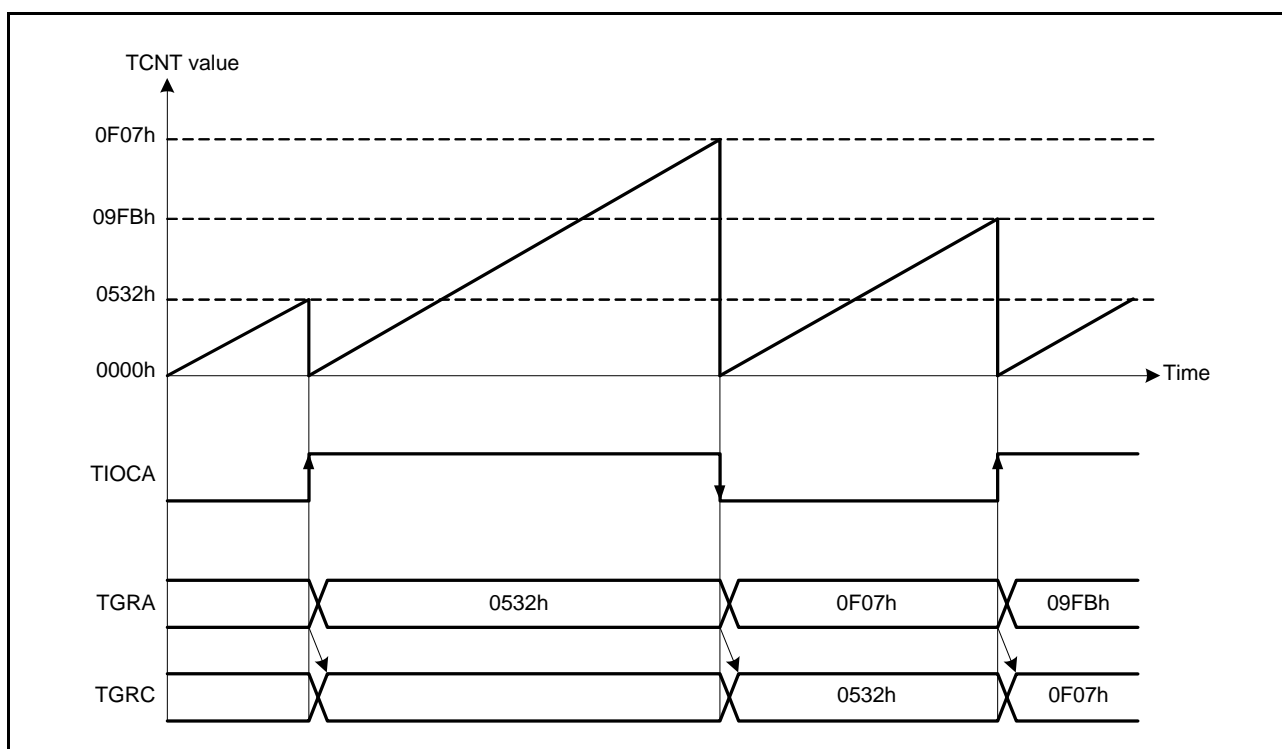 TCNT value
0F07h
09FBh
0532h
0000h
Time
TIOCA
TGRA
0532h
0F07h
09FBh
TGRC
0532h
0F07h